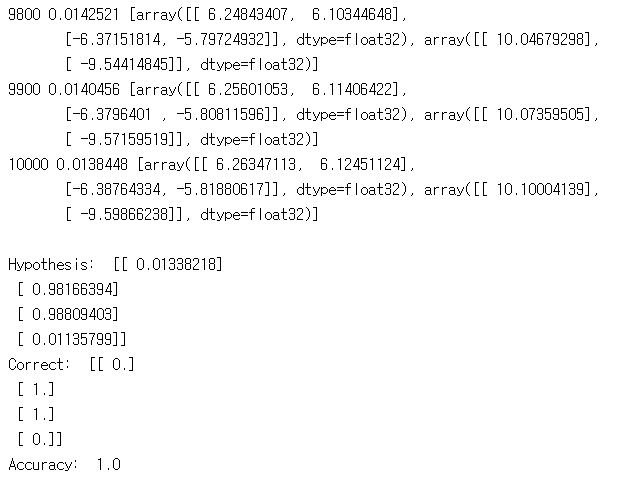 9800 0.0142521 [array([[ 6.24843407,  6.10344648],
       [-6.37151814, -5.79724932]], dtype=float32), array([[ 10.04679298],
       [ -9.54414845]], dtype=float32)]
9900 0.0140456 [array([[ 6.25601053,  6.11406422],
       [-6.3796401 , -5.80811596]], dtype=float32), array([[ 10.07359505],
       [ -9.57159519]], dtype=float32)]
10000 0.0138448 [array([[ 6.26347113,  6.12451124],
       [-6.38764334, -5.81880617]], dtype=float32), array([[ 10.10004139],
       [ -9.59866238]], dtype=float32)]
Hypothesis:  [[ 0.01338218]
 [ 0.98166394]
 [ 0.98809403]
 [ 0.01135799]]
Correct:  [[ 0.]
 [ 1.]
 [ 1.]
 [ 0.]]
Accuracy:  1.0